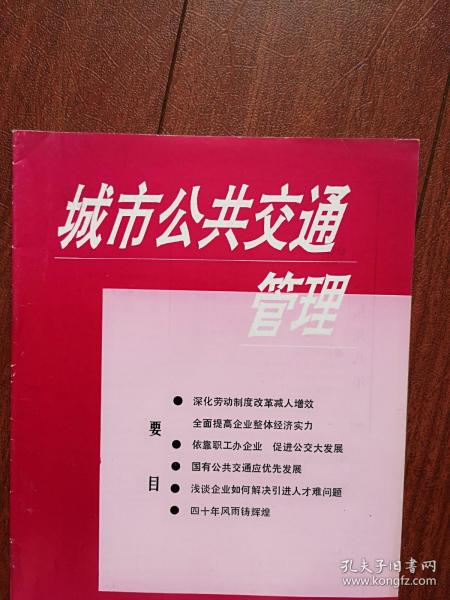 城市公共交通
管理
要目
● 深化劳动制度改革减人增效
全面提高企业整体经济实力
● 依靠职工办企业 促进公交大发展
● 国有公共交通应优先发展
● 浅谈企业如何解决引进人才难问题
● 四十年风雨铸辉煌
孔夫子旧书网
www.kongfz.com